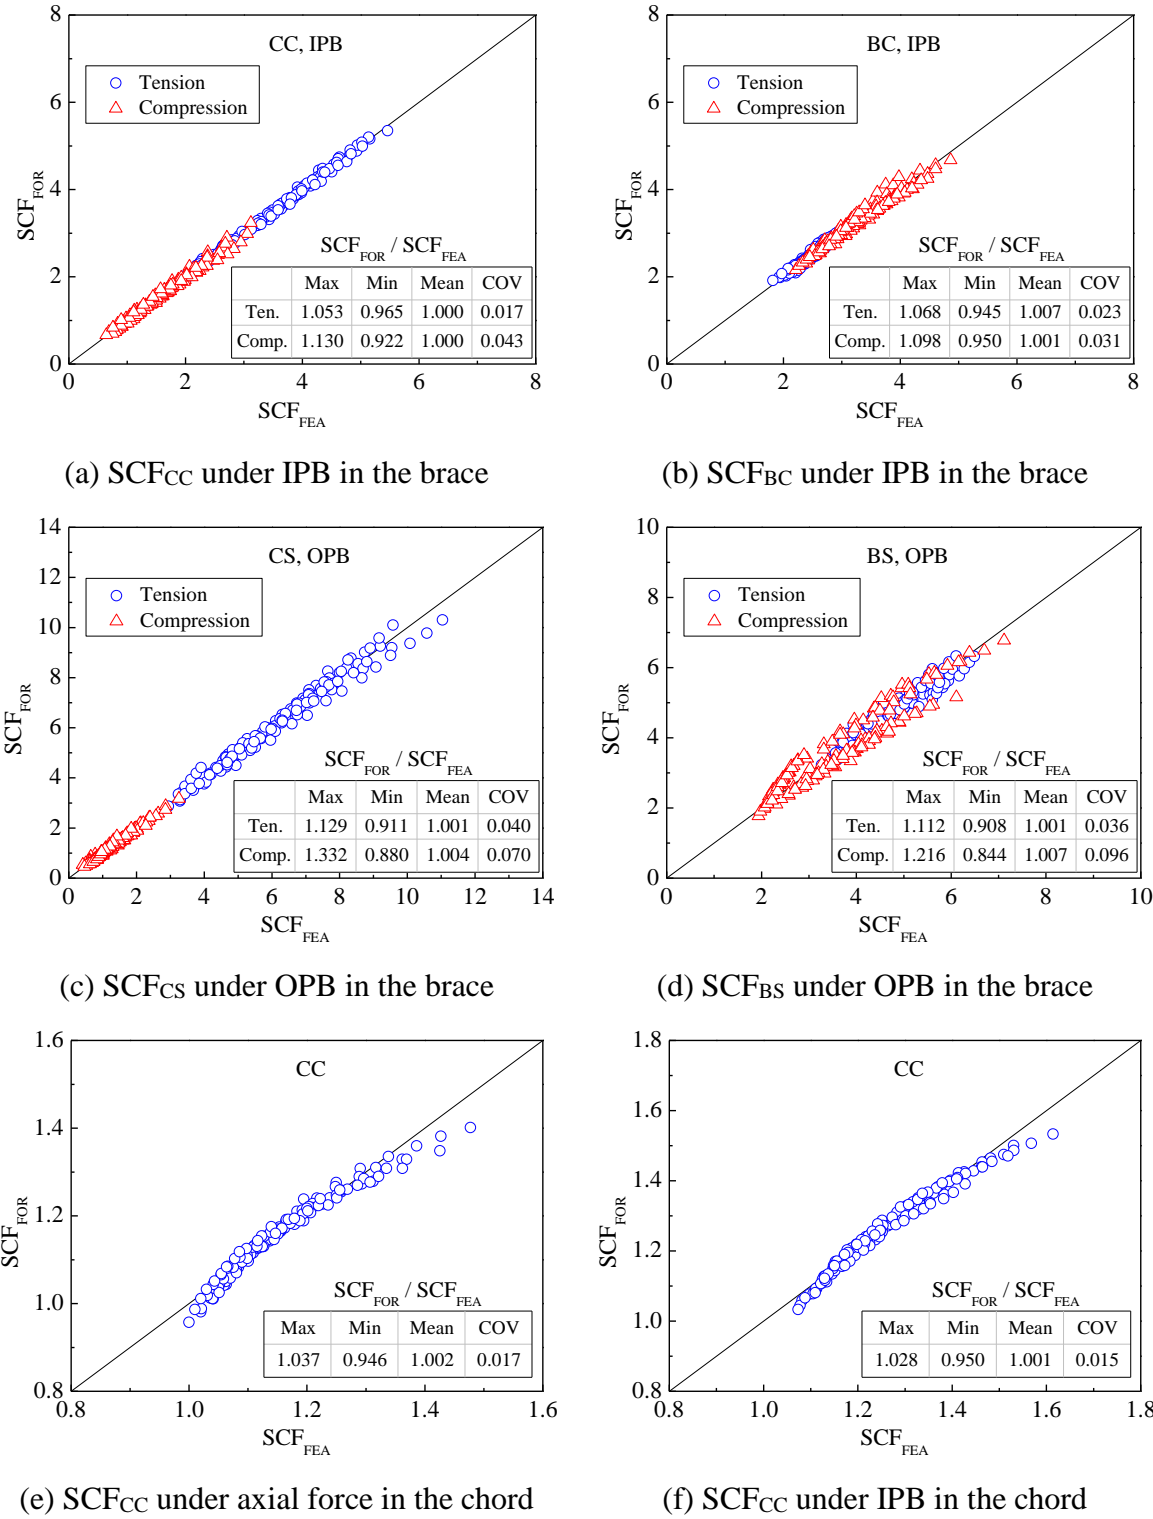 8
6
4
2
0
0
2
4
6
8
SCF_FOR
SCF_FEA
CC, IPB
Tension
Compression
SCF_FOR / SCF_FEA
Max Min Mean COV
Ten. 1.053 0.965 1.000 0.017
Comp. 1.130 0.922 1.000 0.043
(a) SCF_CC under IPB in the brace
8
6
4
2
0
0
2
4
6
8
SCF_FOR
SCF_FEA
BC, IPB
Tension
Compression
SCF_FOR / SCF_FEA
Max Min Mean COV
Ten. 1.068 0.945 1.007 0.023
Comp. 1.098 0.950 1.001 0.031
(b) SCF_BC under IPB in the brace
14
12
10
8
6
4
2
0
0
2
4
6
8
10
12
14
SCF_FOR
SCF_FEA
CS, OPB
Tension
Compression
SCF_FOR / SCF_FEA
Max Min Mean COV
Ten. 1.129 0.911 1.001 0.040
Comp. 1.332 0.880 1.004 0.070
(c) SCF_CS under OPB in the brace
10
8
6
4
2
0
0
2
4
6
8
10
SCF_FOR
SCF_FEA
BS, OPB
Tension
Compression
SCF_FOR / SCF_FEA
Max Min Mean COV
Ten. 1.112 0.908 1.001 0.036
Comp. 1.216 0.844 1.007 0.096
(d) SCF_BS under OPB in the brace
1.6
1.4
1.2
1.0
0.8
0.8
1.0
1.2
1.4
1.6
SCF_FOR
SCF_FEA
CC
SCF_FOR / SCF_FEA
Max Min Mean COV
1.037 0.946 1.002 0.017
(e) SCF_CC under axial force in the chord
1.8
1.6
1.4
1.2
1.0
0.8
0.8
1.0
1.2
1.4
1.6
1.8
SCF_FOR
SCF_FEA
CC
SCF_FOR / SCF_FEA
Max Min Mean COV
1.028 0.950 1.001 0.015
(f) SCF_CC under IPB in the chord